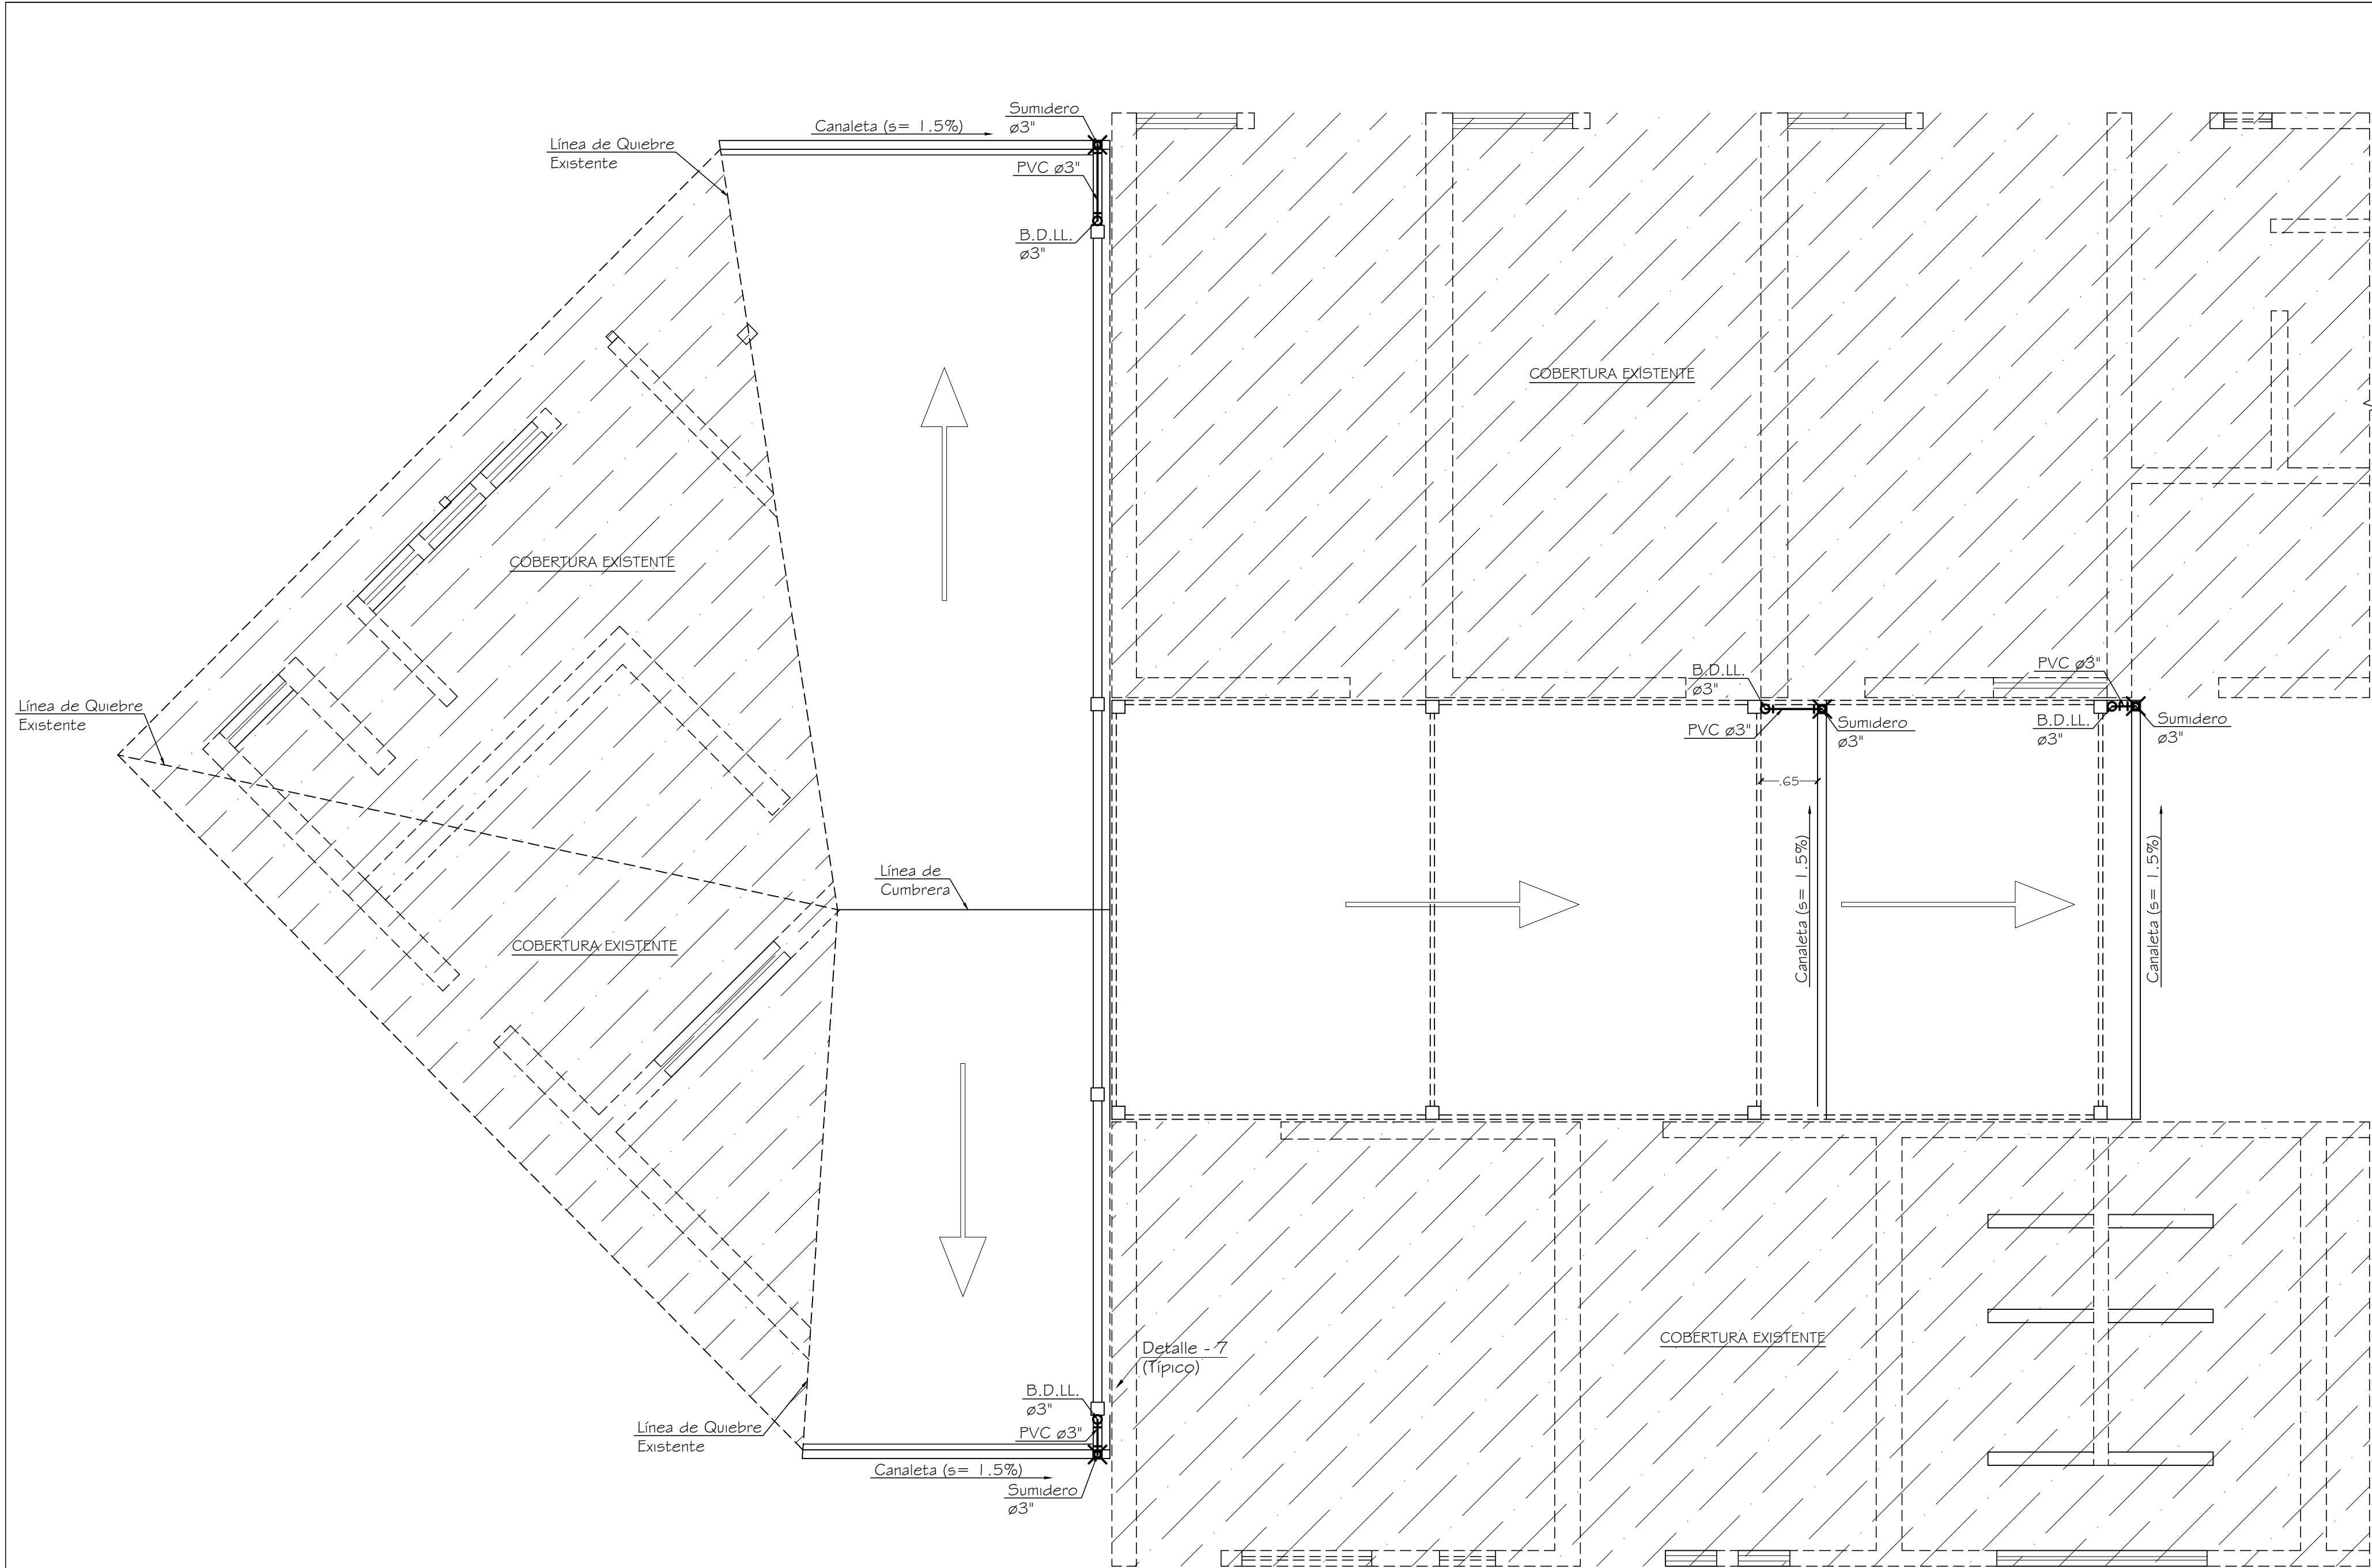 Sumidero
ø3"
Canaleta (s= 1.5%)
Línea de Quiebre
Existente
PVC ø3"
B.D.LL.
ø3"
COBERTURA EXISTENTE
COBERTURA EXISTENTE
B.D.LL.
ø3"
PVC ø3"
Línea de Quiebre
Existente
PVC ø3"
Sumidero
ø3"
B.D.LL.
ø3"
Sumidero
ø3"
.65
Canaleta (s= 1.5%)
Canaleta (s= 1.5%)
Línea de
Cumbrera
COBERTURA EXISTENTE
COBERTURA EXISTENTE
Detalle - 7
(Típico)
B.D.LL.
ø3"
Línea de Quiebre
Existente
PVC ø3"
Canaleta (s= 1.5%)
Sumidero
ø3"